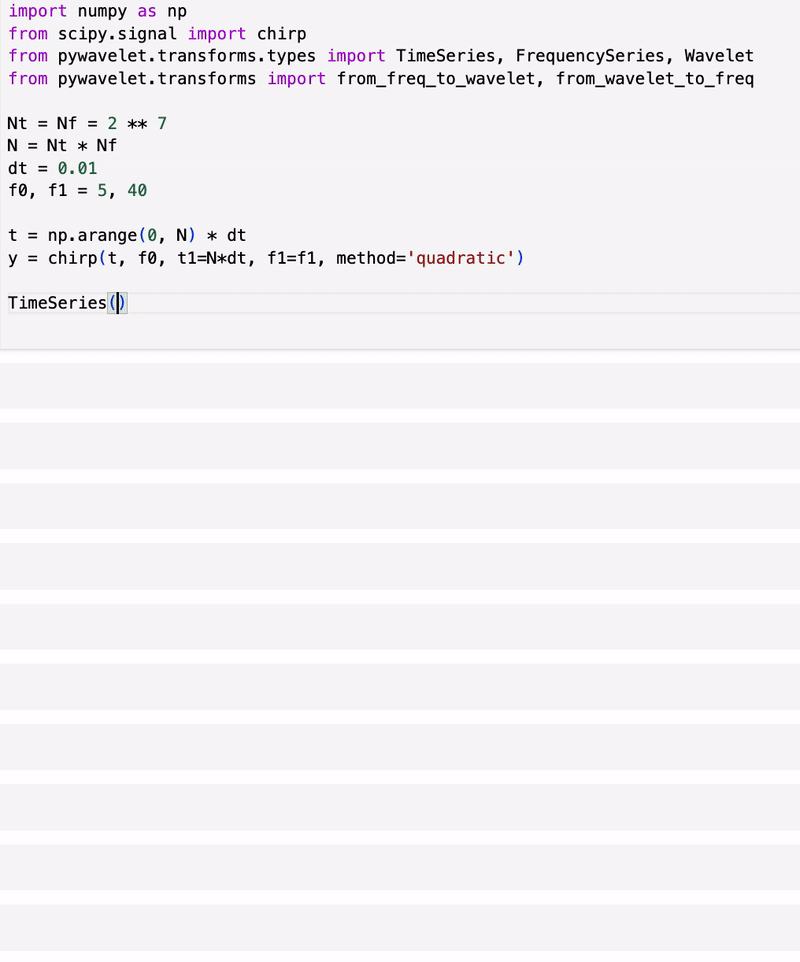 import numpy as np
from scipy.signal import chirp
from pywavelet.transforms.types import TimeSeries, FrequencySeries, Wavelet
from pywavelet.transforms import from_freq_to_wavelet, from_wavelet_to_freq
Nt = Nf = 2 ** 7
N = Nt * Nf
dt = 0.01
f0, f1 = 5, 40
t = np.arange(0, N) * dt
y = chirp(t, f0, t1=N*dt, f1=f1, method='quadratic')
TimeSeries()